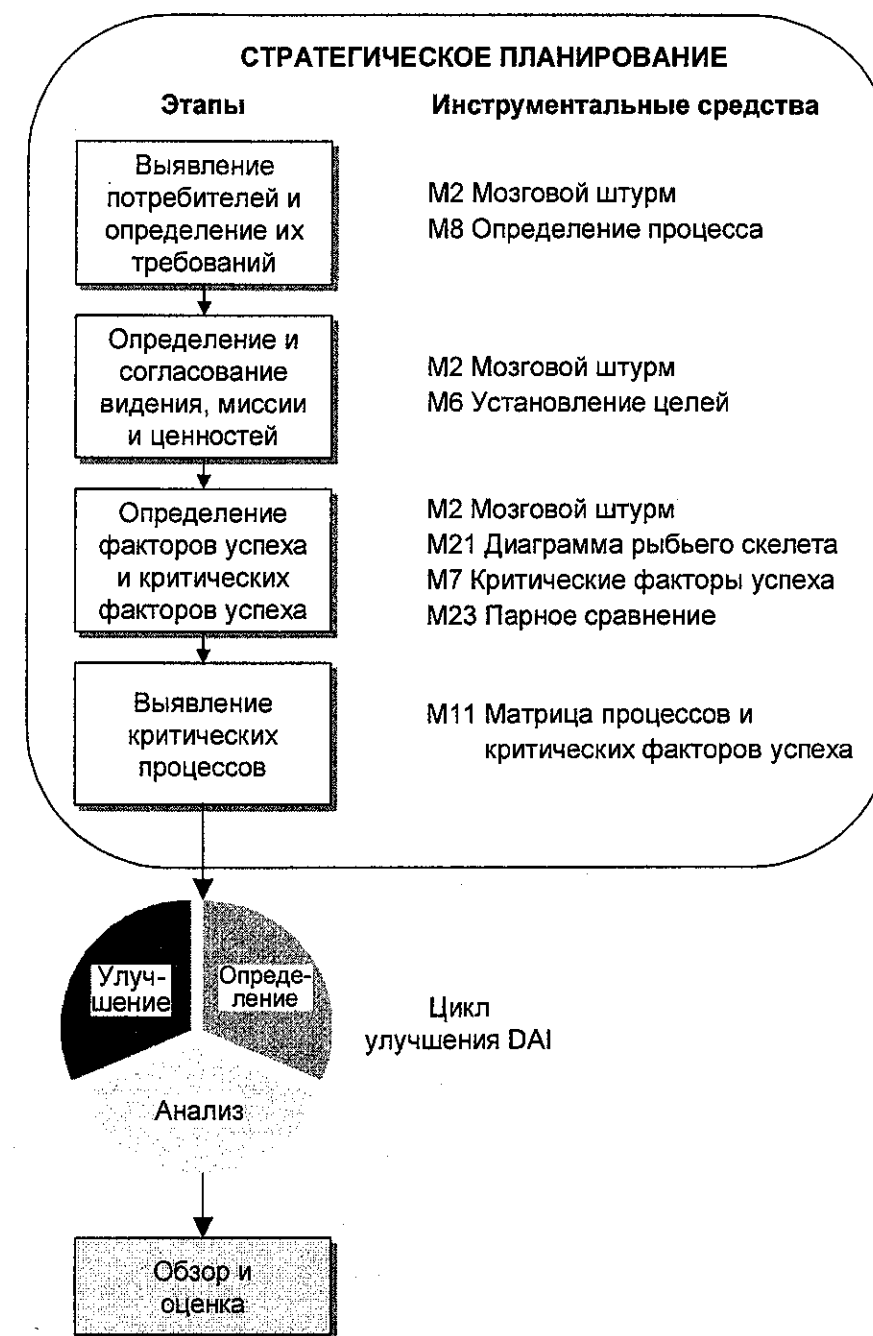 СТРАТЕГИЧЕСКОЕ ПЛАНИРОВАНИЕ
Этапы
Инструментальные средства
Выявление
потребителей и
определение их
требований
М2 Мозговой штурм
М8 Определение процесса
Определение и
согласование
видения, миссии
и ценностей
М2 Мозговой штурм
М6 Установление целей
Определение
факторов успеха
и критических
факторов успеха
М2 Мозговой штурм
М21 Диаграмма рыбьего скелета
М7 Критические факторы успеха
М23 Парное сравнение
Выявление
критических
процессов
М11 Матрица процессов и
критических факторов успеха
Улуч-
шение
Опреде-
ление
Анализ
Цикл
улучшения DAI
Обзор и
оценка